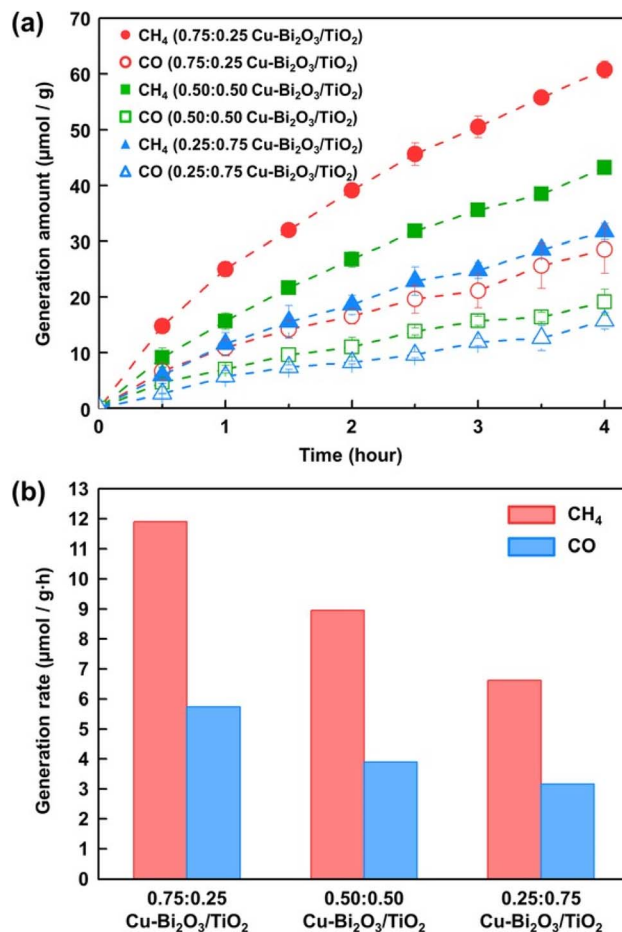 (a)
70
60
50
40
30
20
10
0
Generation amount (μmol / g)
CH₄ (0.75:0.25 Cu-Bi₂O₃/TiO₂)
CO (0.75:0.25 Cu-Bi₂O₃/TiO₂)
CH₄ (0.50:0.50 Cu-Bi₂O₃/TiO₂)
CO (0.50:0.50 Cu-Bi₂O₃/TiO₂)
CH₄ (0.25:0.75 Cu-Bi₂O₃/TiO₂)
CO (0.25:0.75 Cu-Bi₂O₃/TiO₂)
0 1 2 3 4
Time (hour)
(b)
13
12
11
10
9
8
7
6
5
4
3
2
1
0
Generation rate (μmol / g·h)
CH₄
CO
0.75:0.25 0.50:0.50 0.25:0.75
Cu-Bi₂O₃/TiO₂ Cu-Bi₂O₃/TiO₂ Cu-Bi₂O₃/TiO₂